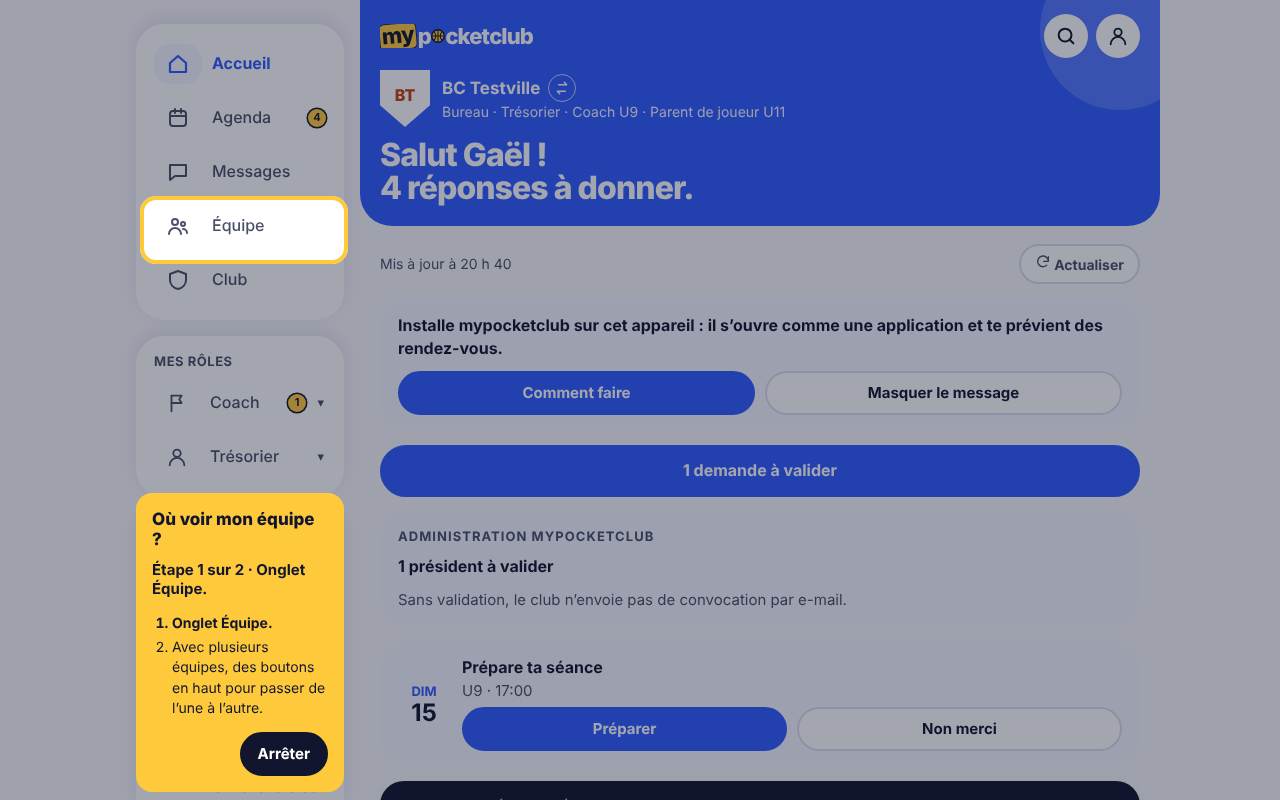 Accueil
Agenda
4
Messages
Équipe
Club
MES RÔLES
Coach
1
Trésorier
Où voir mon équipe
?
Étape 1 sur 2 · Onglet
Équipe.
1. Onglet Équipe.
2. Avec plusieurs
équipes, des boutons
en haut pour passer de
l’une à l’autre.
Arrêter
mypocketclub
BT
BC Testville
Bureau · Trésorier · Coach U9 · Parent de joueur U11
Salut Gaël !
4 réponses à donner.
Mis à jour à 20 h 40
Actualiser
Installe mypocketclub sur cet appareil : il s’ouvre comme une application et te prévient des
rendez-vous.
Comment faire
Masquer le message
1 demande à valider
ADMINISTRATION MYPOCKETCLUB
1 président à valider
Sans validation, le club n’envoie pas de convocation par e-mail.
DIM
15
Prépare ta séance
U9 · 17:00
Préparer
Non merci